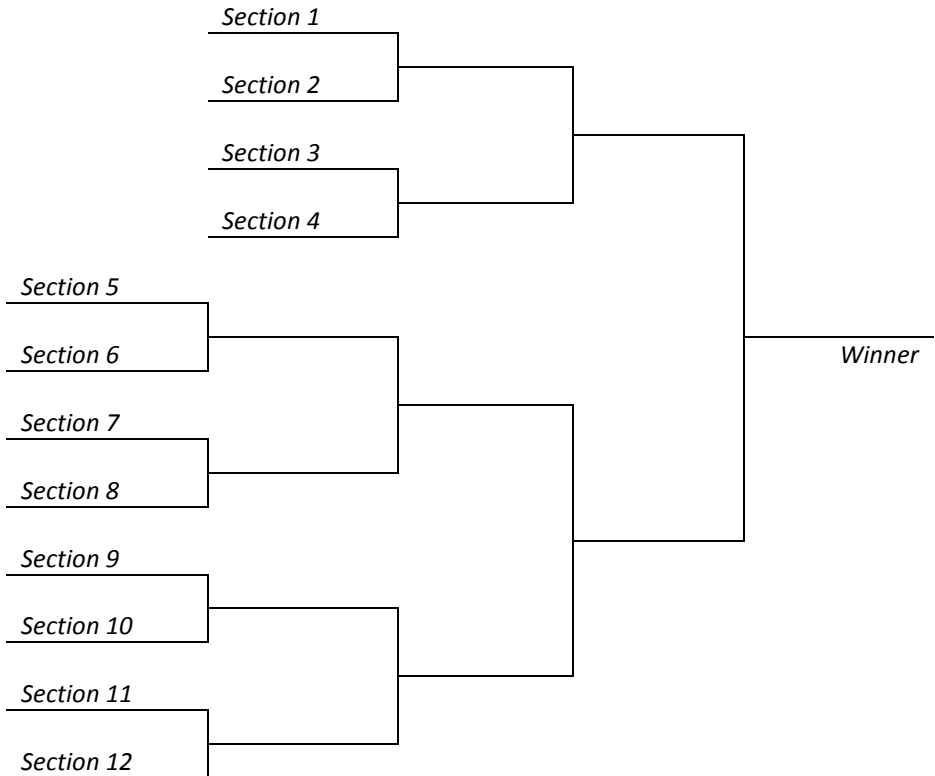 Section 1
Section 2
Section 3
Section 4
Section 5
Section 6
Winner
Section 7
Section 8
Section 9
Section 10
Section 11
Section 12